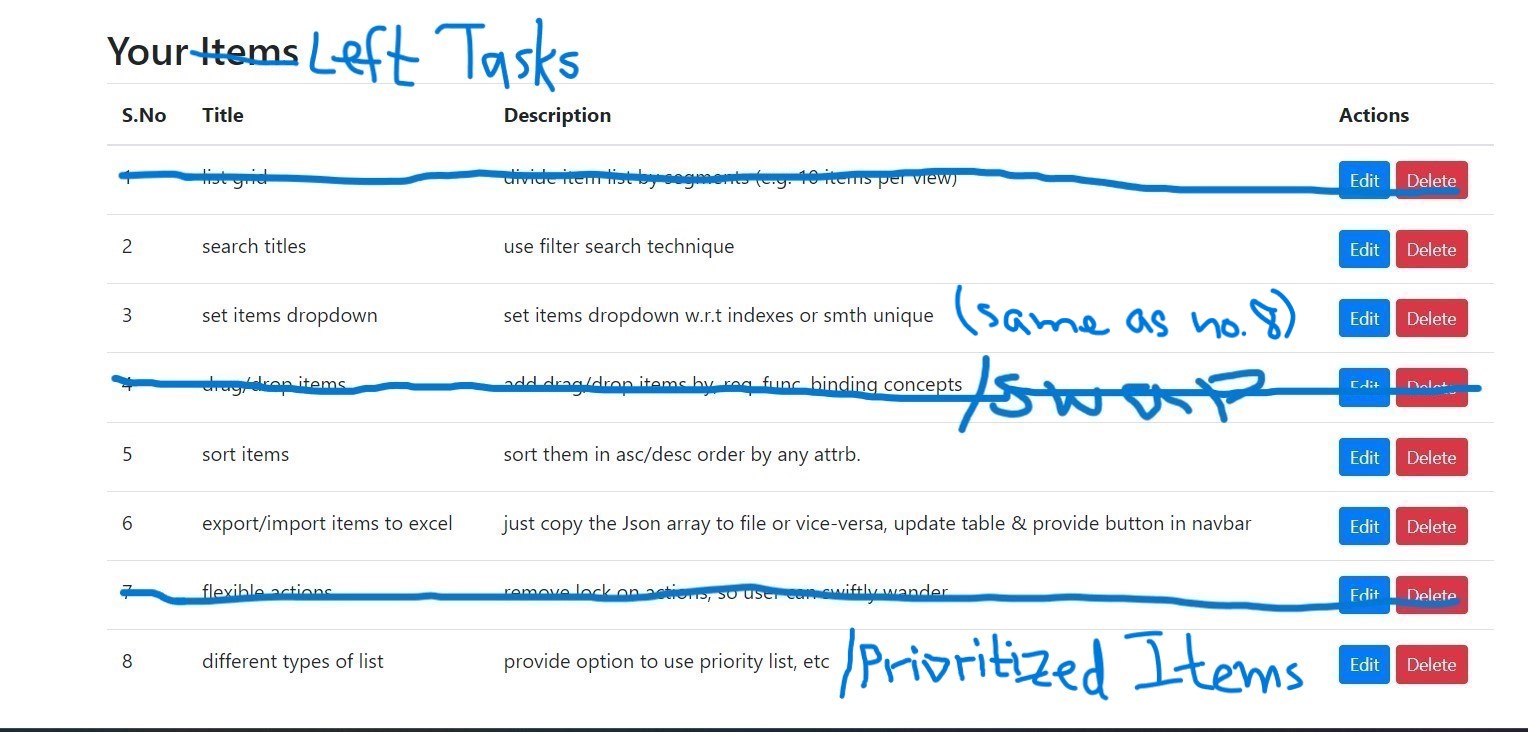 Your Items Left Tasks
S.No Title Description Actions
1 list grid divide item list by segments (e.g. 10 items per view) Edit Delete
2 search titles use filter search technique Edit Delete
3 set items dropdown set items dropdown w.r.t indexes or smth unique (same as no.8) Edit Delete
4 drag/drop items add drag/drop items by, req. func. binding concepts /swap Edit Delete
5 sort items sort them in asc/desc order by any attrb. Edit Delete
6 export/import items to excel just copy the Json array to file or vice-versa, update table & provide button in navbar Edit Delete
7 flexible actions remove lock on actions, so user can swiftly wander Edit Delete
8 different types of list provide option to use priority list, etc /Prioritized Items Edit Delete